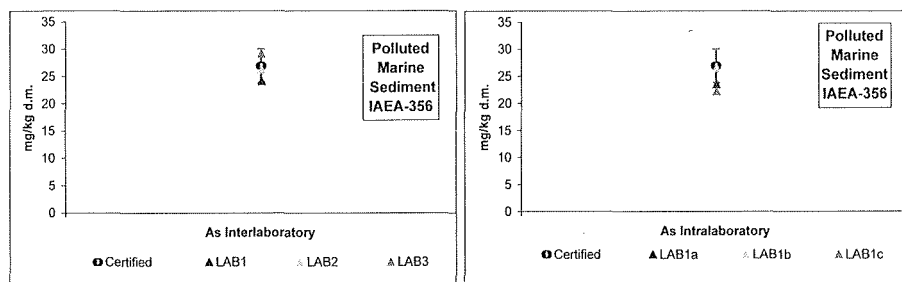 mg/kg d.m.
35
30
25
20
15
10
5
0
Polluted
Marine
Sediment
IAEA-356
As Interlaboratory
Certified LAB1 LAB2 LAB3
mg/kg d.m.
35
30
25
20
15
10
5
0
Polluted
Marine
Sediment
IAEA-356
As Intralaboratory
Certified LAB1a LAB1b LAB1c